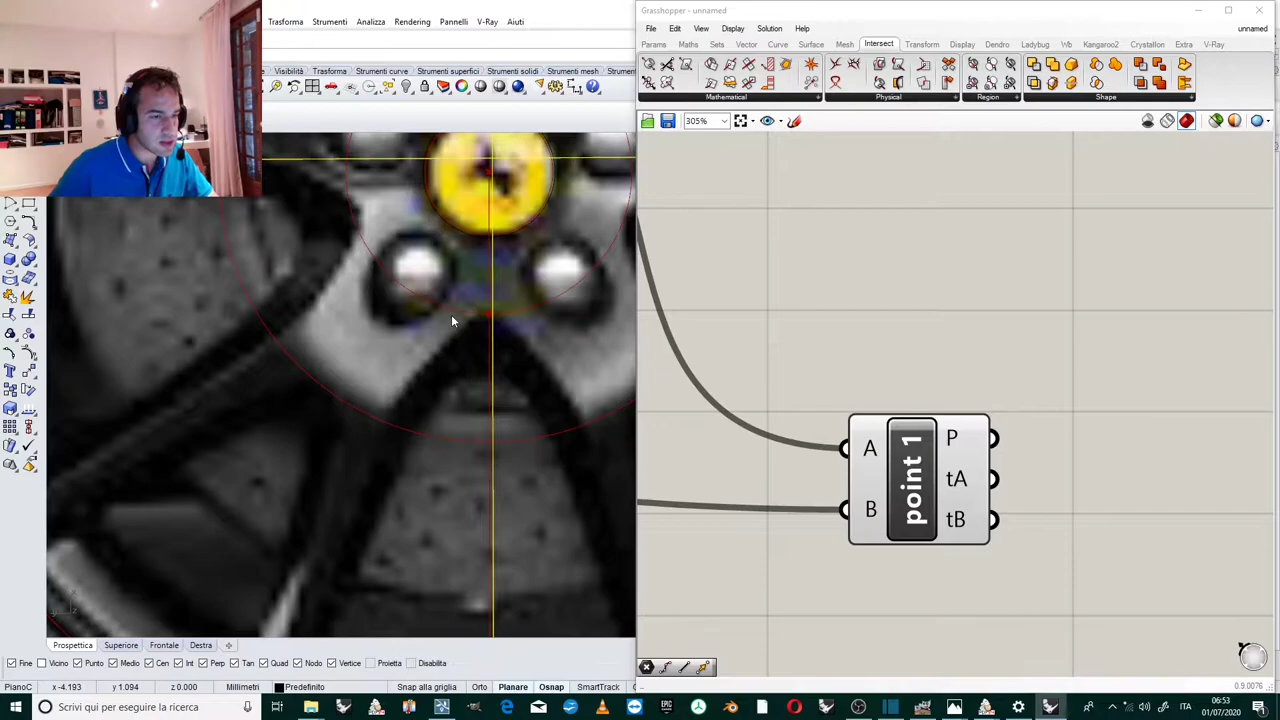 Grasshopper - unnamed
Trasforma Strumenti Analizza Rendering Pannelli V-Ray Aiuti
File Edit View Display Solution Help unnamed
Params Maths Sets Vector Curve Surface Mesh Intersect Transform Display Dendro Ladybug Wb Kangaroo2 Crystallon Extra V-Ray
Visibilità Trasforma Strumenti curve Strumenti superfici Strumenti solidi Strumenti mesh
Mathematical Physical Region Shape
305%
A
B
point 1
P
tA
tB
Prospettica Superiore Frontale Destra
Fine Vicino Punto Medio Cen Int Perp Tan Quad Nodo Vertice Proietta Disabilita
PianoC x -4.193 y 1.094 z 0.000 Millimetri Predefinito Snap alla griglia Orto Planare Osnap SmartTrack
0.9.0076
Scrivi qui per eseguire la ricerca
ITA
06:53
01/07/2020